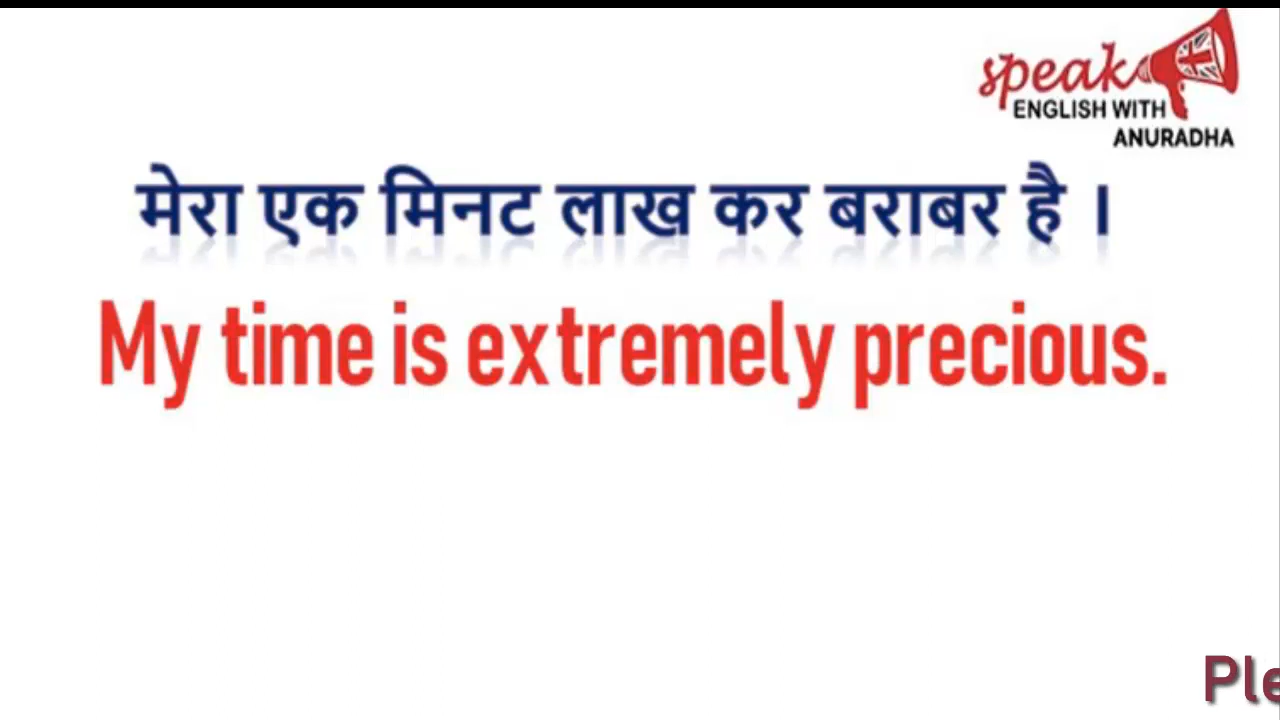 speak
ENGLISH WITH
ANURADHA
मेरा एक मिनट लाख कर बराबर है ।
My time is extremely precious.
Ple